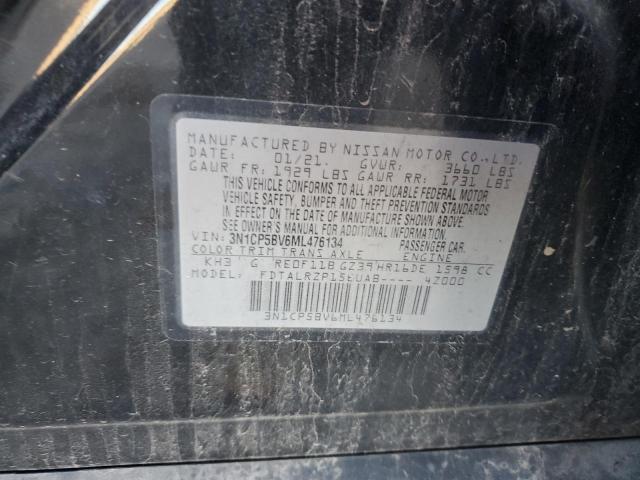 MANUFACTURED BY NISSAN MOTOR CO.,LTD.
DATE: 01/21. GVWR: 3660 LBS
GAWR FR: 1929 LBS GAWR RR: 1731 LBS
THIS VEHICLE CONFORMS TO ALL APPLICABLE FEDERAL MOTOR
VEHICLE SAFETY, BUMPER AND THEFT PREVENTION STANDARDS
IN EFFECT ON THE DATE OF MANUFACTURE SHOWN ABOVE.
SEE OWNER'S MANUAL FOR ADDITIONAL INFORMATION
VIN: 3N1CP5BV6ML476134 PASSENGER CAR.
COLOR TRIM TRANS AXLE ENGINE
KH3 G RE0F11B GZ39 HR16DE 1598 CC
MODEL: FDTALRZP15EUAB---- 42000
3N1CP5BV6ML476134